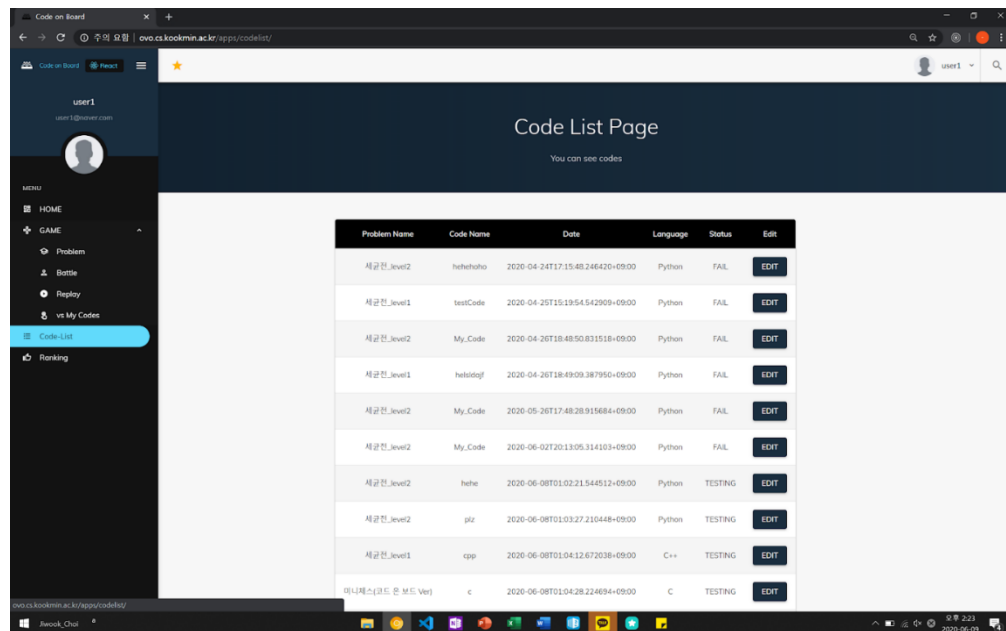 Code on Board
주의 요함 | ovo.cs.kookmin.ac.kr/apps/codelist/
Code on Board React
user1
user1
user1@naver.com
Code List Page
You can see codes
MENU
HOME
GAME
Problem
Battle
Replay
vs My Codes
Code-List
Ranking
Problem Name Code Name Date Language Status Edit
세균전_level2 hehehoho 2020-04-24T17:15:48.246420+09:00 Python FAIL EDIT
세균전_level1 testCode 2020-04-25T15:19:54.542909+09:00 Python FAIL EDIT
세균전_level2 My_Code 2020-04-26T18:48:50.831518+09:00 Python FAIL EDIT
세균전_level1 2020-04-26T18:49:09.387950+09:00 Python FAIL EDIT
세균전_level2 My_Code 2020-05-26T17:48:28.915684+09:00 Python FAIL EDIT
세균전_level2 My_Code 2020-06-02T20:13:05.314103+09:00 Python FAIL EDIT
세균전_level2 hehe 2020-06-08T01:02:21.544512+09:00 Python TESTING EDIT
세균전_level2 plz 2020-06-08T01:03:27.210448+09:00 Python TESTING EDIT
세균전_level1 cpp 2020-06-08T01:04:12.672038+09:00 C++ TESTING EDIT
미니체스(코드 온 보드 Ver) c 2020-06-08T01:04:28.224694+09:00 C TESTING EDIT
ovo.cs.kookmin.ac.kr/apps/codelist/
Jiwook_Choi
오후 2:23
2020-06-09